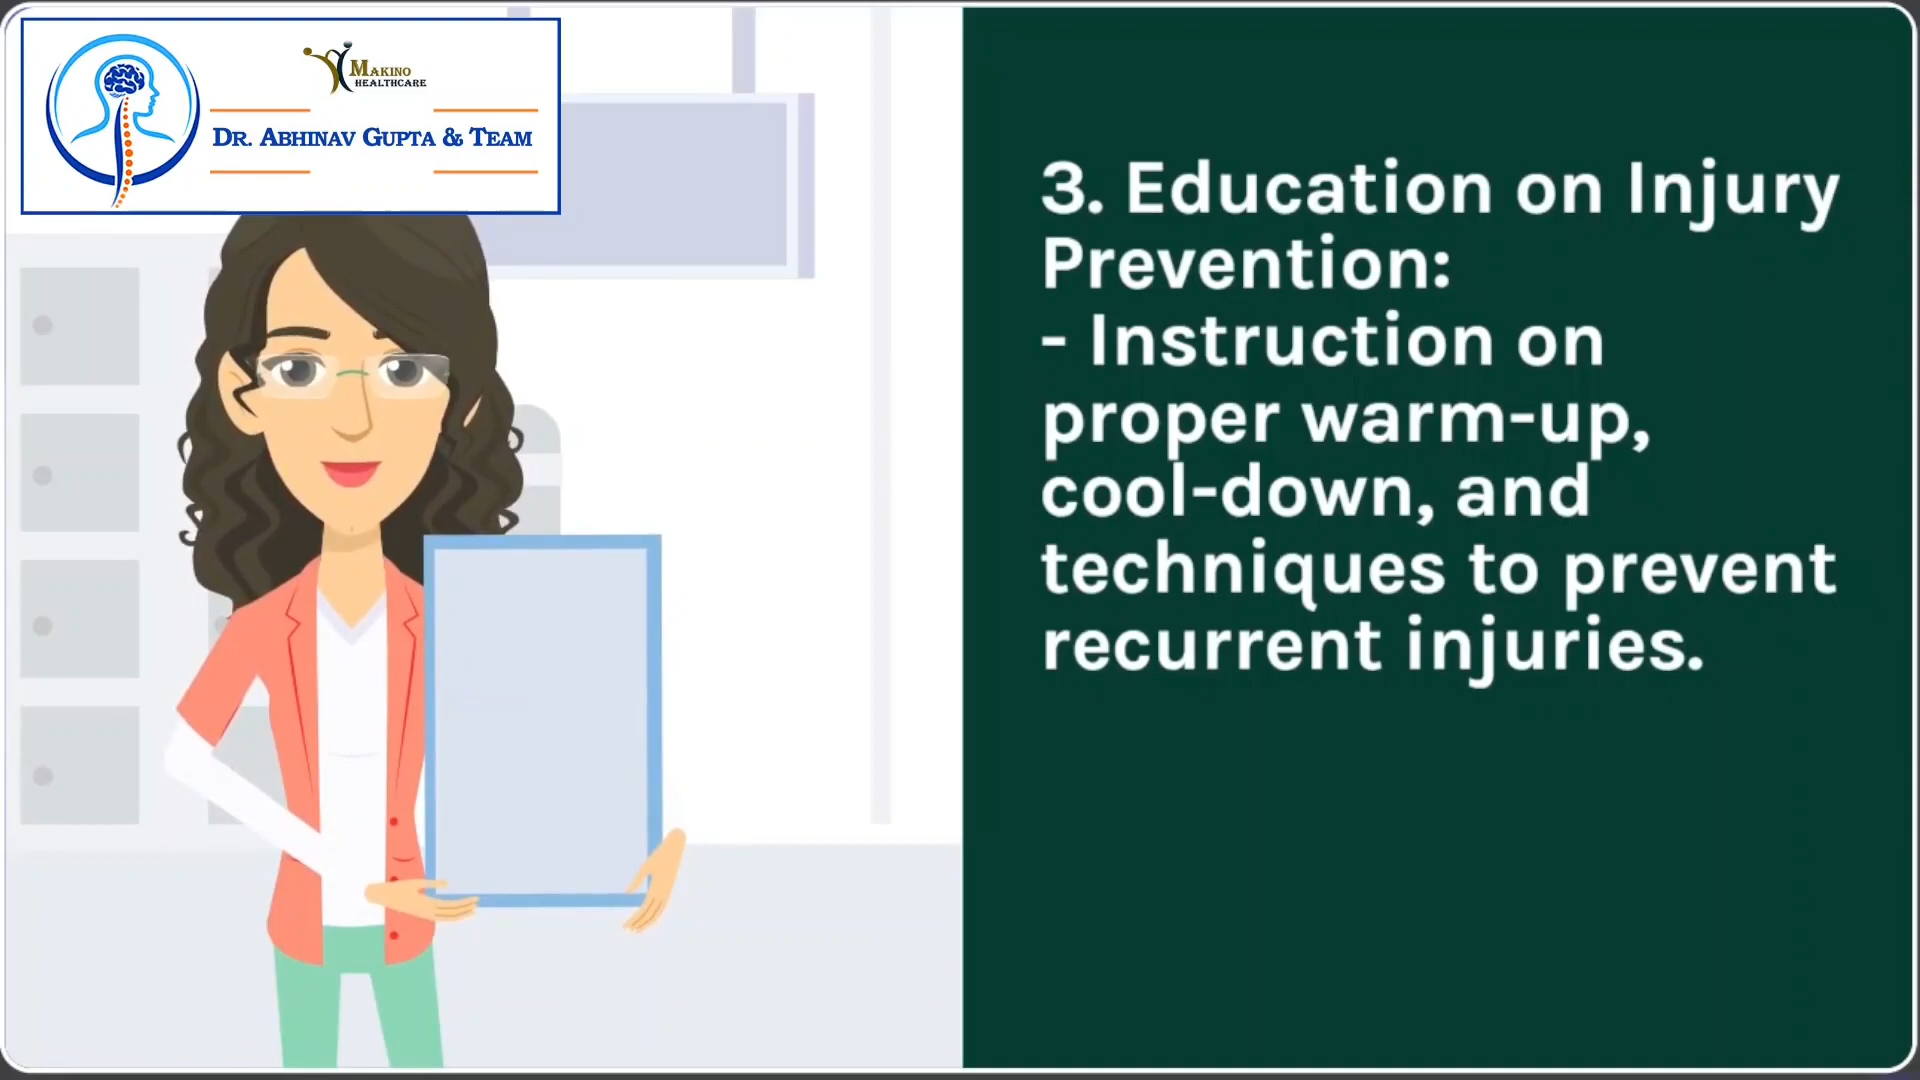 MAKINO
HEALTHCARE
DR. ABHINAV GUPTA & TEAM
3. Education on Injury
Prevention:
- Instruction on
proper warm-up,
cool-down, and
techniques to prevent
recurrent injuries.